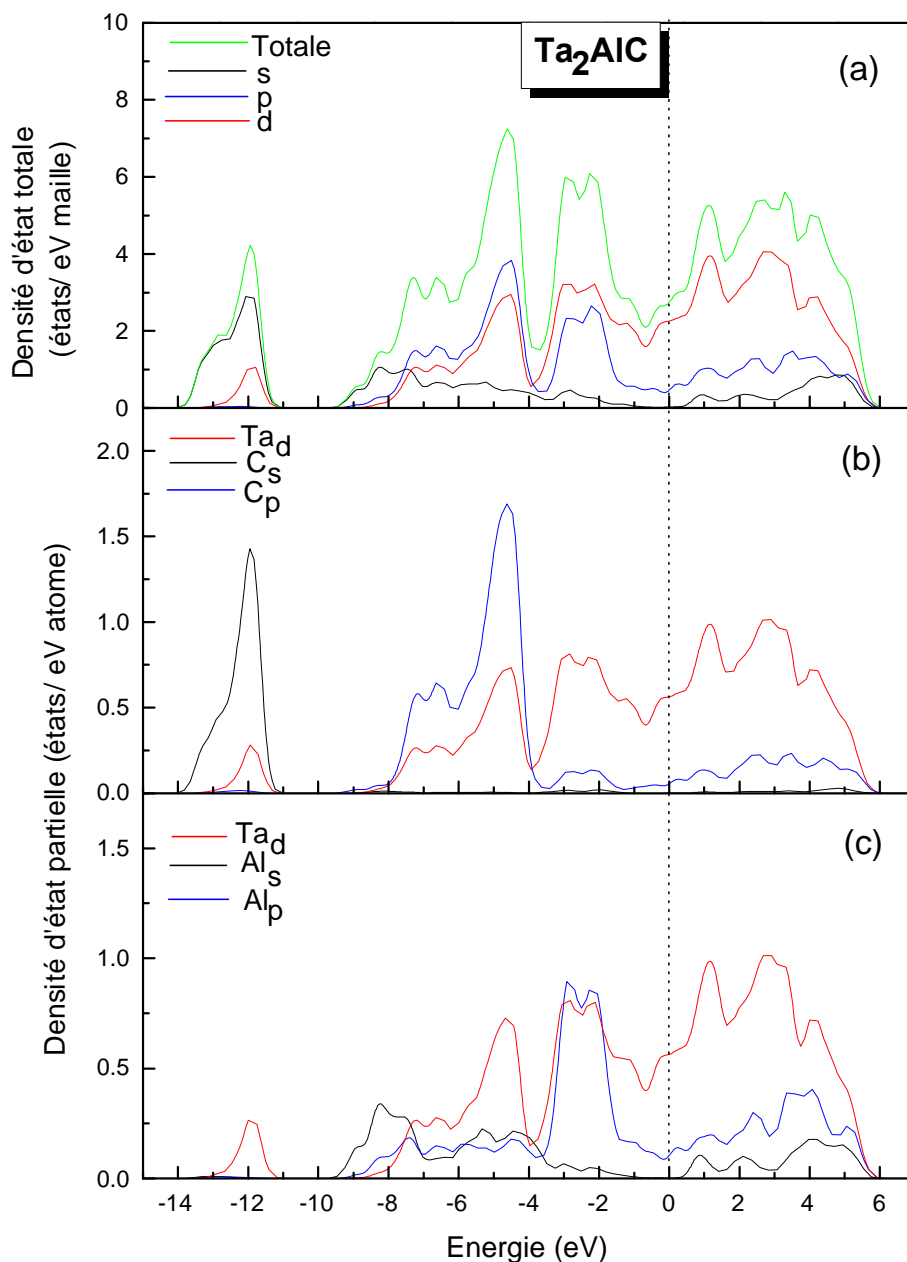 Ta2AlC
(a)
Totale
s
p
d
Densité d'état totale
(états/ eV maille)
10
8
6
4
2
0
(b)
Tad
Cs
Cp
2.0
1.5
1.0
0.5
0.0
Densité d'état partielle (états/ eV atome)
(c)
Tad
Als
Alp
1.5
1.0
0.5
0.0
-14 -12 -10 -8 -6 -4 -2 0 2 4 6
Energie (eV)